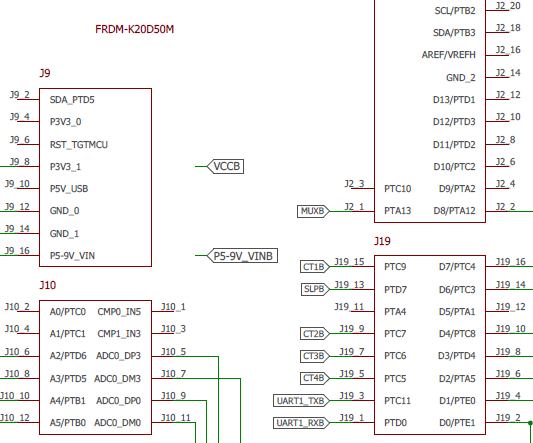 FRDM-K20D50M
J9
J9_2 SDA_PTD5
J9_4 P3V3_0
J9_6 RST_TGTMCU
J9_8 P3V3_1
J9_10 P5V_USB
J9_12 GND_0
J9_14 GND_1
J9_16 P5-9V_VIN
VCCB
P5-9V_VINB
J10
J10_2 A0/PTC0 CMP0_IN5 J10_1
J10_4 A1/PTC1 CMP1_IN3 J10_3
J10_6 A2/PTD6 ADC0_DP3 J10_5
J10_8 A3/PTD5 ADC0_DM3 J10_7
J10_10 A4/PTB1 ADC0_DP0 J10_9
J10_12 A5/PTB0 ADC0_DM0 J10_11
SCL/PTB2 J2_20
SDA/PTB3 J2_18
AREF/VREFH J2_16
GND_2 J2_14
D13/PTD1 J2_12
D12/PTD3 J2_10
D11/PTD2 J2_8
D10/PTC2 J2_6
J2_3 PTC10 D9/PTA2 J2_4
MUXB J2_1 PTA13 D8/PTA12 J2_2
J19
CT1B J19_15 PTC9 D7/PTC4 J19_16
SLPB J19_13 PTD7 D6/PTC3 J19_14
J19_11 PTA4 D5/PTA1 J19_12
CT2B J19_9 PTC7 D4/PTC8 J19_10
CT3B J19_7 PTC6 D3/PTD4 J19_8
CT4B J19_5 PTC5 D2/PTA5 J19_6
UART1_TXB J19_3 PTC11 D1/PTE0 J19_4
UART1_RXB J19_1 PTD0 D0/PTE1 J19_2